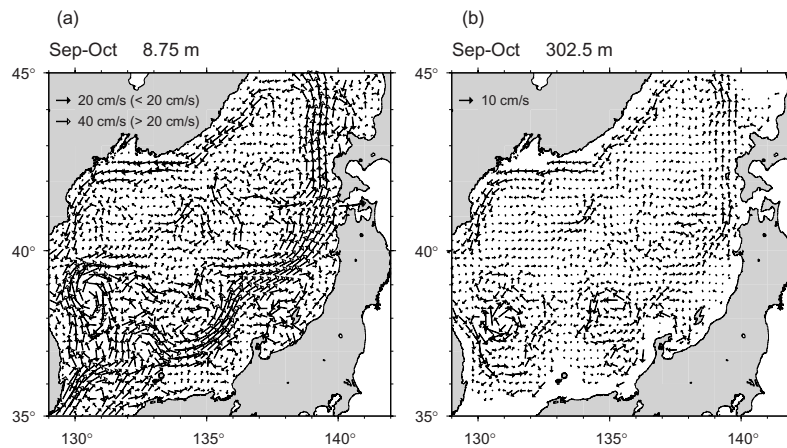 (a)
Sep-Oct 8.75 m
45°
20 cm/s (< 20 cm/s)
40 cm/s (> 20 cm/s)
40°
35°
130° 135° 140°
(b)
Sep-Oct 302.5 m
45°
10 cm/s
40°
35°
130° 135° 140°